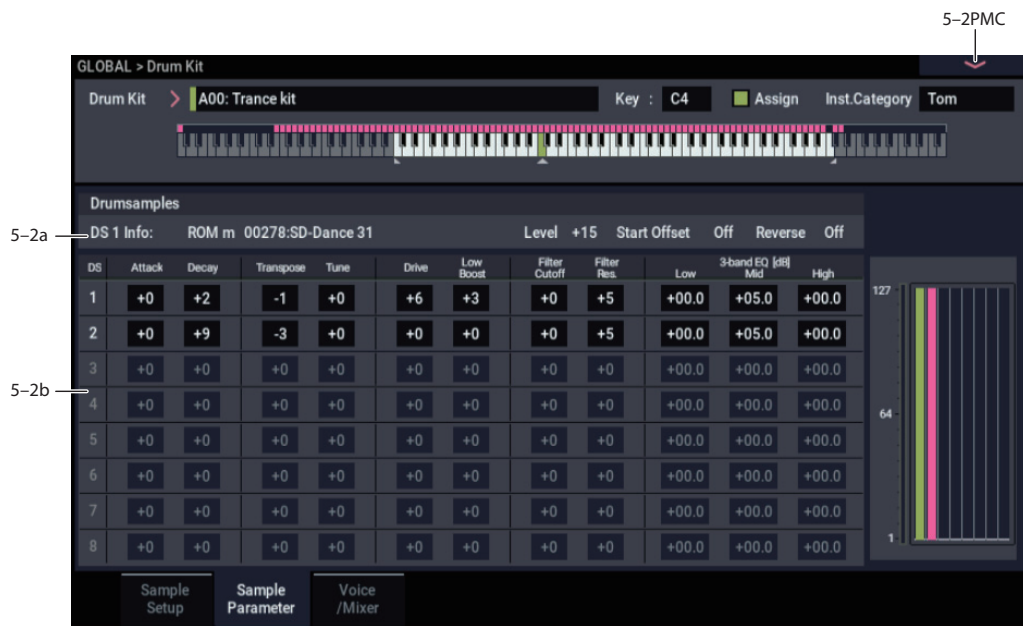 5–2PMC
GLOBAL > Drum Kit
Drum Kit A00: Trance kit Key : C4 Assign Inst.Category Tom
Drumsamples
5–2a
DS 1 Info: ROM m 00278:SD-Dance 31 Level +15 Start Offset Off Reverse Off
DS Attack Decay Transpose Tune Drive Low Boost Filter Cutoff Filter Res. 3-band EQ [dB] Low Mid High
1 +0 +2 -1 +0 +6 +3 +0 +5 +00.0 +05.0 +00.0
2 +0 +9 -3 +0 +0 +0 +0 +5 +00.0 +05.0 +00.0
3 +0 +0 +0 +0 +0 +0 +0 +0 +00.0 +00.0 +00.0
5–2b
4 +0 +0 +0 +0 +0 +0 +0 +0 +00.0 +00.0 +00.0
5 +0 +0 +0 +0 +0 +0 +0 +0 +00.0 +00.0 +00.0
6 +0 +0 +0 +0 +0 +0 +0 +0 +00.0 +00.0 +00.0
7 +0 +0 +0 +0 +0 +0 +0 +0 +00.0 +00.0 +00.0
8 +0 +0 +0 +0 +0 +0 +0 +0 +00.0 +00.0 +00.0
127
64
1
Sample Setup
Sample Parameter
Voice /Mixer